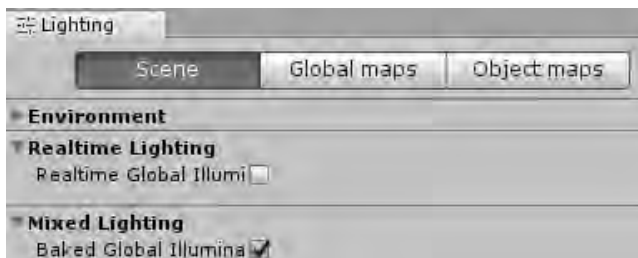 Lighting
Scene Global maps Object maps
Environment
Realtime Lighting
Realtime Global Illumi
Mixed Lighting
Baked Global Illumina